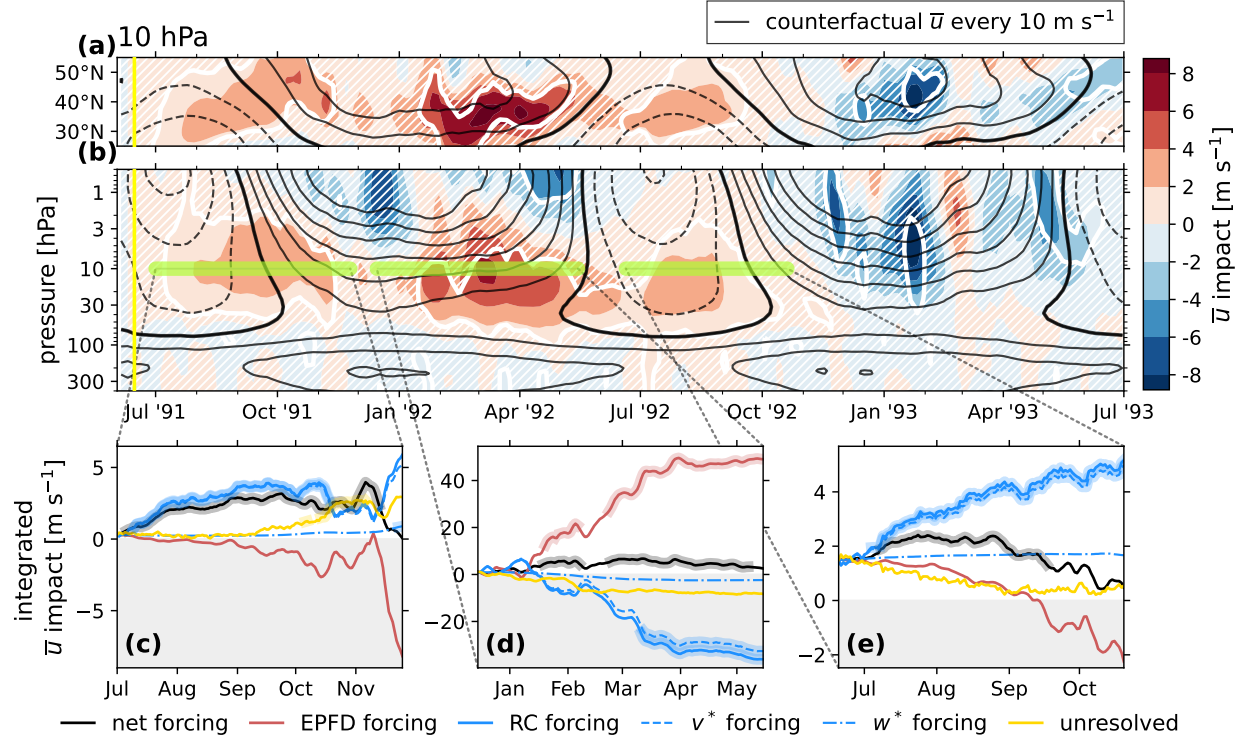 counterfactual u̅ every 10 m s⁻¹
(a) 10 hPa
50°N
40°N
30°N
(b)
1
3
10
30
100
300
pressure [hPa]
Jul '91
Oct '91
Jan '92
Apr '92
Jul '92
Oct '92
Jan '93
Apr '93
Jul '93
8
6
4
2
0
-2
-4
-6
-8
u̅ impact [m s⁻¹]
integrated
u̅ impact [m s⁻¹]
5
0
−5
(c)
Jul
Aug
Sep
Oct
Nov
40
20
0
−20
(d)
Jan
Feb
Mar
Apr
May
4
2
0
−2
(e)
Jul
Aug
Sep
Oct
net forcing
EPFD forcing
RC forcing
v* forcing
w* forcing
unresolved